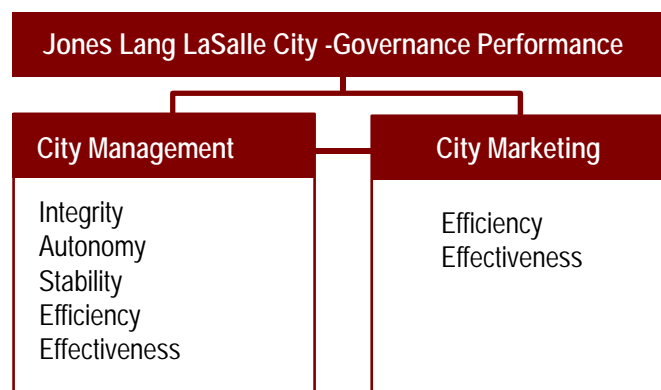 Jones Lang LaSalle City -Governance Performance
City Management
Integrity
Autonomy
Stability
Efficiency
Effectiveness
City Marketing
Efficiency
Effectiveness